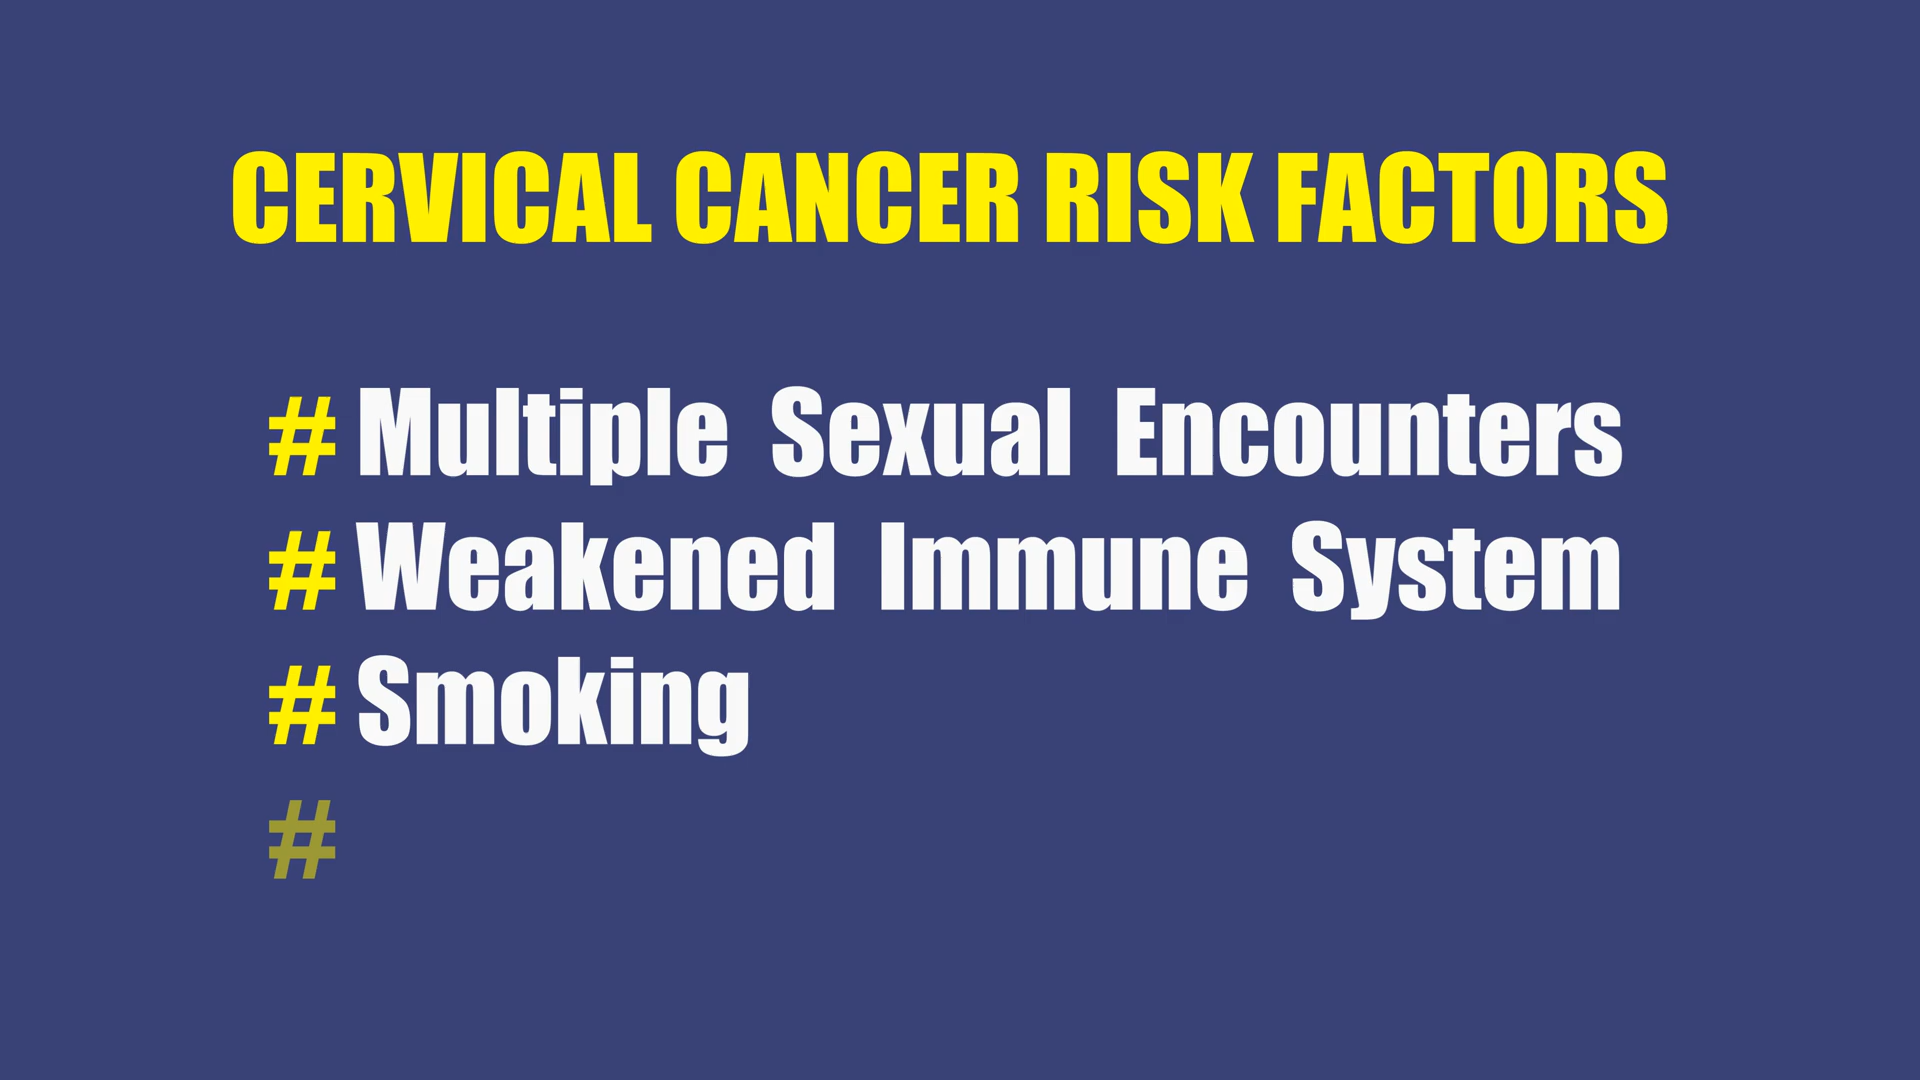 CERVICAL CANCER RISK FACTORS
# Multiple Sexual Encounters
# Weakened Immune System
# Smoking
#